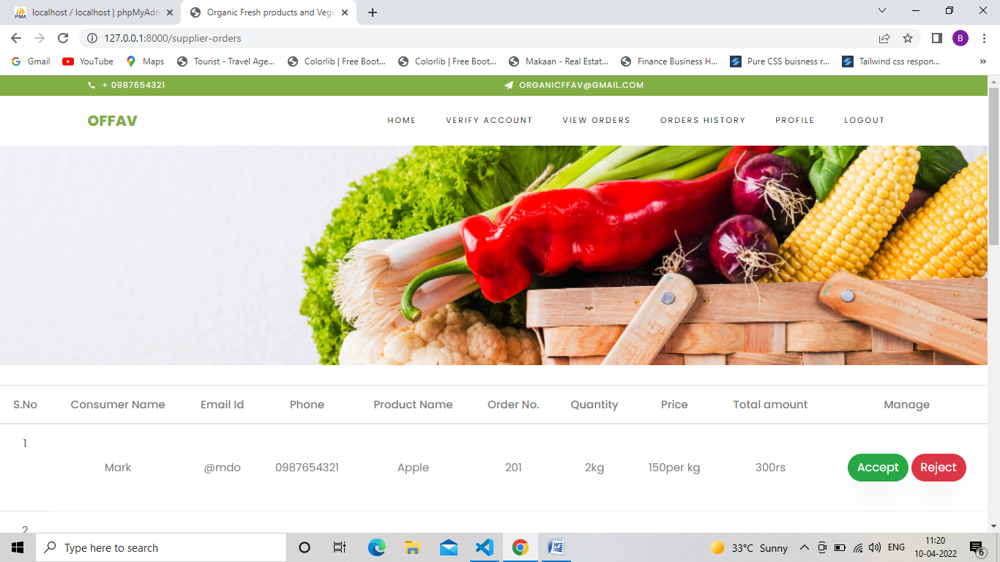 localhost / localhost | phpMyAdm
Organic Fresh products and Vege
127.0.0.1:8000/supplier-orders
B
Gmail YouTube Maps Tourist - Travel Age... Colorlib | Free Boot... Colorlib | Free Boot... Makaan - Real Estat... Finance Business H... Pure CSS buisness r... Tailwind css respon... »
+ 0987654321 ORGANICFFAV@GMAIL.COM
OFFAV HOME VERIFY ACCOUNT VIEW ORDERS ORDERS HISTORY PROFILE LOGOUT
S.No Consumer Name Email Id Phone Product Name Order No. Quantity Price Total amount Manage
1
Mark @mdo 0987654321 Apple 201 2kg 150per kg 300rs Accept Reject
2
Type here to search
33°C Sunny ENG
11:20
10-04-2022
6